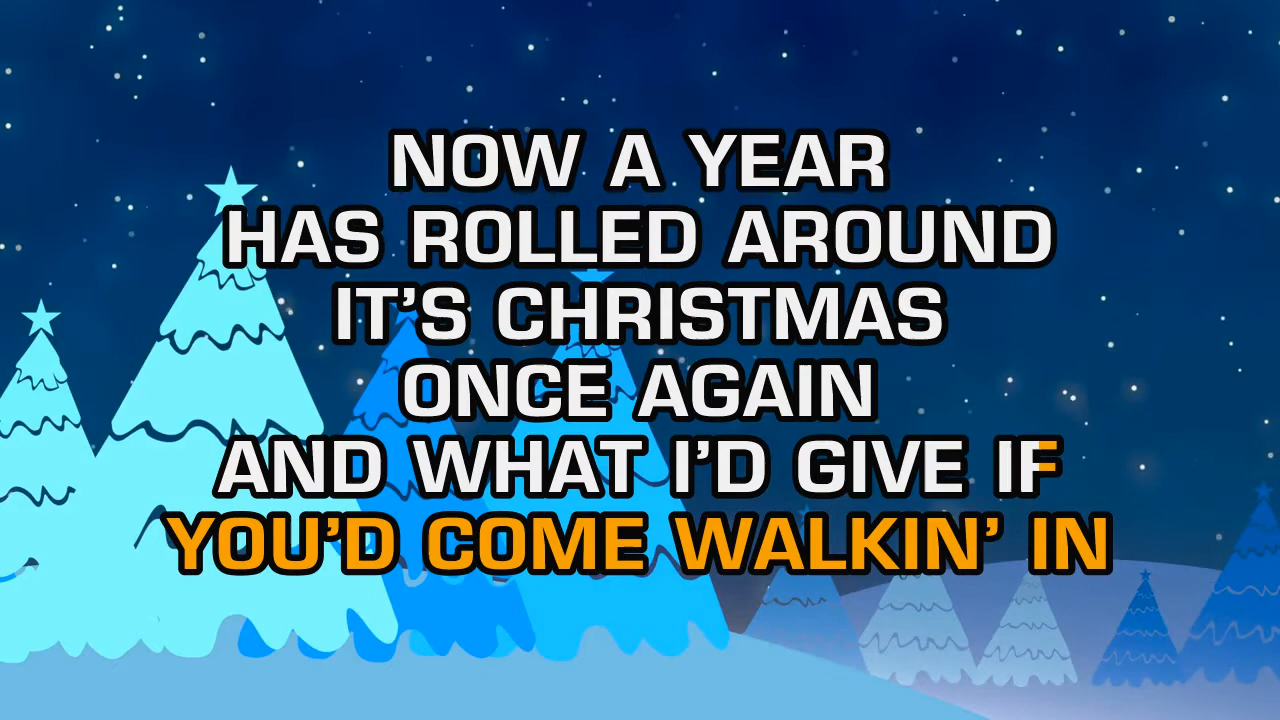 NOW A YEAR
HAS ROLLED AROUND
IT’S CHRISTMAS
ONCE AGAIN
AND WHAT I’D GIVE IF
YOU’D COME WALKIN’ IN